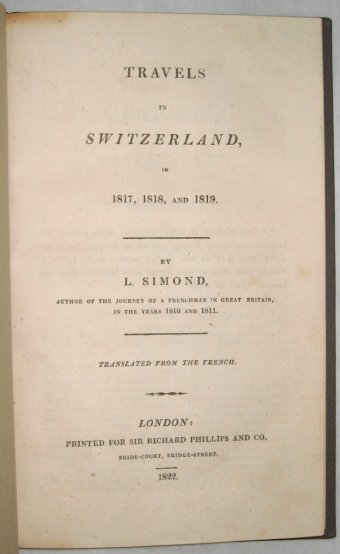 TRAVELS
IN
SWITZERLAND,
IN
1817, 1818, AND 1819.
BY
L. SIMOND,
AUTHOR OF THE JOURNEY OF A FRENCHMAN IN GREAT BRITAIN,
IN THE YEARS 1810 AND 1811.
TRANSLATED FROM THE FRENCH.
LONDON:
PRINTED FOR SIR RICHARD PHILLIPS AND CO.
BRIDE-COURT, BRIDGE-STREET.
1822.